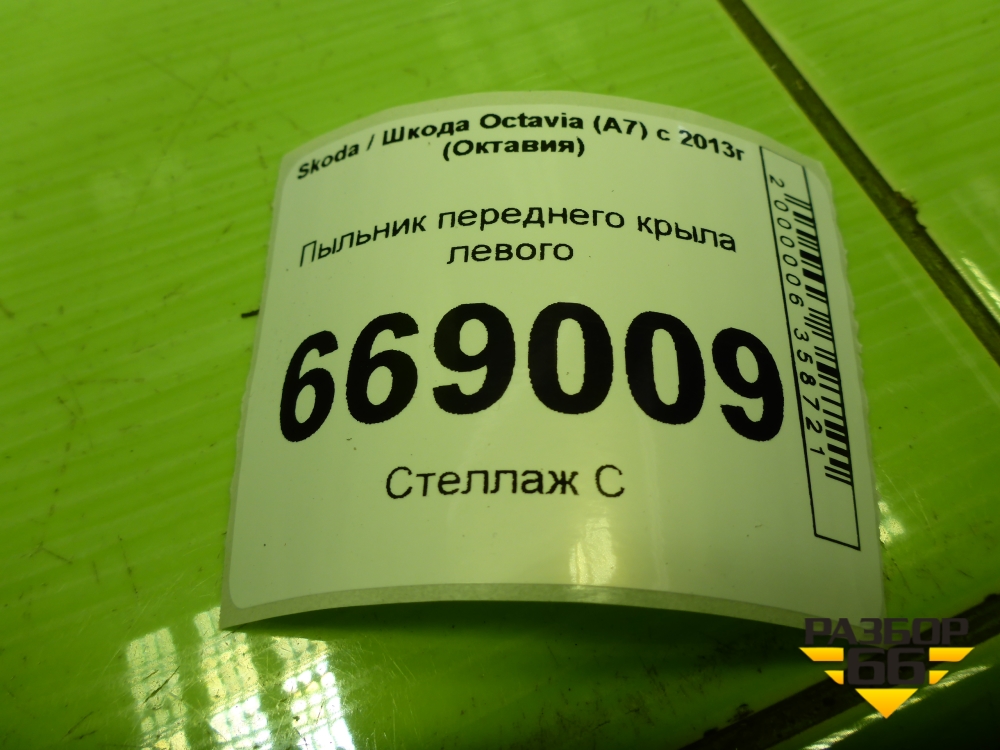 Skoda / Шкода Octavia (A7) с 2013г
(Октавия)
Пыльник переднего крыла
левого
669009
Стеллаж С
2000006358721
РАЗБОР
66